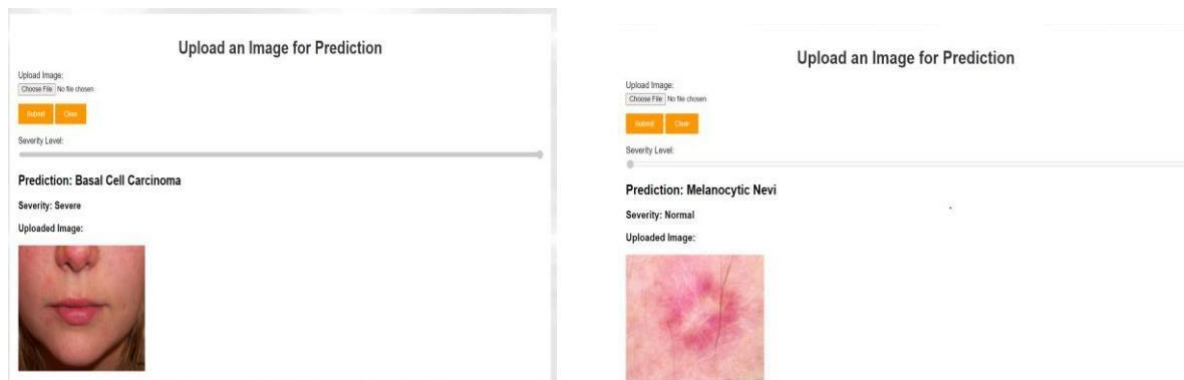 Upload an Image for Prediction
Upload Image:
Choose File No file chosen
Submit Clear
Severity Level:
Prediction: Basal Cell Carcinoma
Severity: Severe
Uploaded Image:
Upload an Image for Prediction
Upload Image:
Choose File No file chosen
Submit Clear
Severity Level:
Prediction: Melanocytic Nevi
Severity: Normal
Uploaded Image: